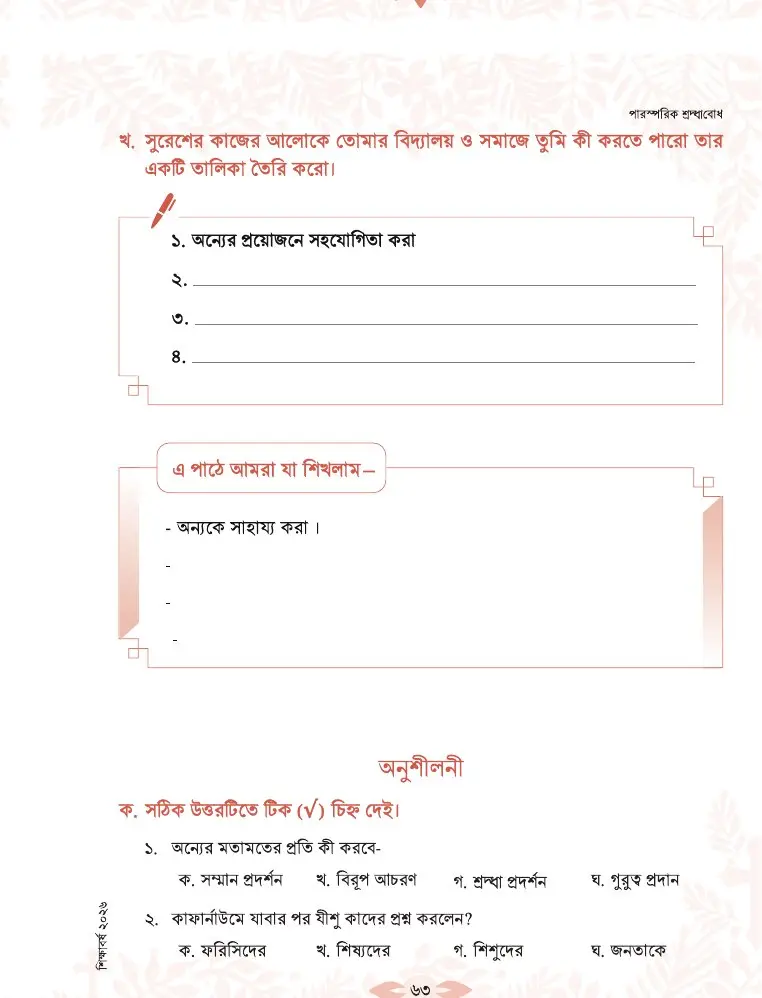 পারস্পরিক শ্রদ্ধাবোধ
খ. সুরেশের কাজের আলোকে তোমার বিদ্যালয় ও সমাজে তুমি কী করতে পারো তার
একটি তালিকা তৈরি করো।
১. অন্যের প্রয়োজনে সহযোগিতা করা
২.
৩.
৪.
এ পাঠে আমরা যা শিখলাম–
- অন্যকে সাহায্য করা ।
-
-
-
অনুশীলনী
ক. সঠিক উত্তরটিতে টিক (√) চিহ্ন দেই।
১. অন্যের মতামতের প্রতি কী করবে-
ক. সম্মান প্রদর্শন খ. বিরূপ আচরণ গ. শ্রদ্ধা প্রদর্শন ঘ. গুরুত্ব প্রদান
২. কাফার্নাউমে যাবার পর যীশু কাদের প্রশ্ন করলেন?
ক. ফরিসিদের খ. শিষ্যদের গ. শিশুদের ঘ. জনতাকে
শিক্ষাবর্ষ ২০২৬
৬৩